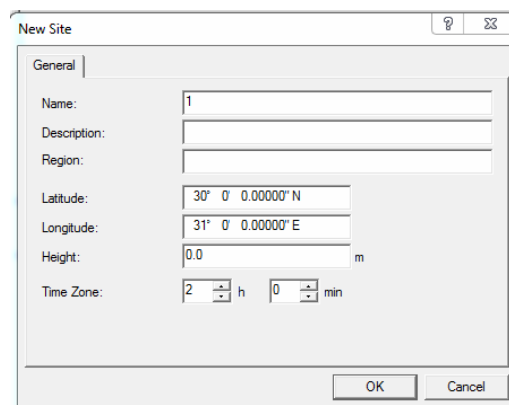 New Site
General
Name: 1
Description:
Region:
Latitude: 30° 0' 0.00000" N
Longitude: 31° 0' 0.00000" E
Height: 0.0 m
Time Zone: 2 h 0 min
OK Cancel